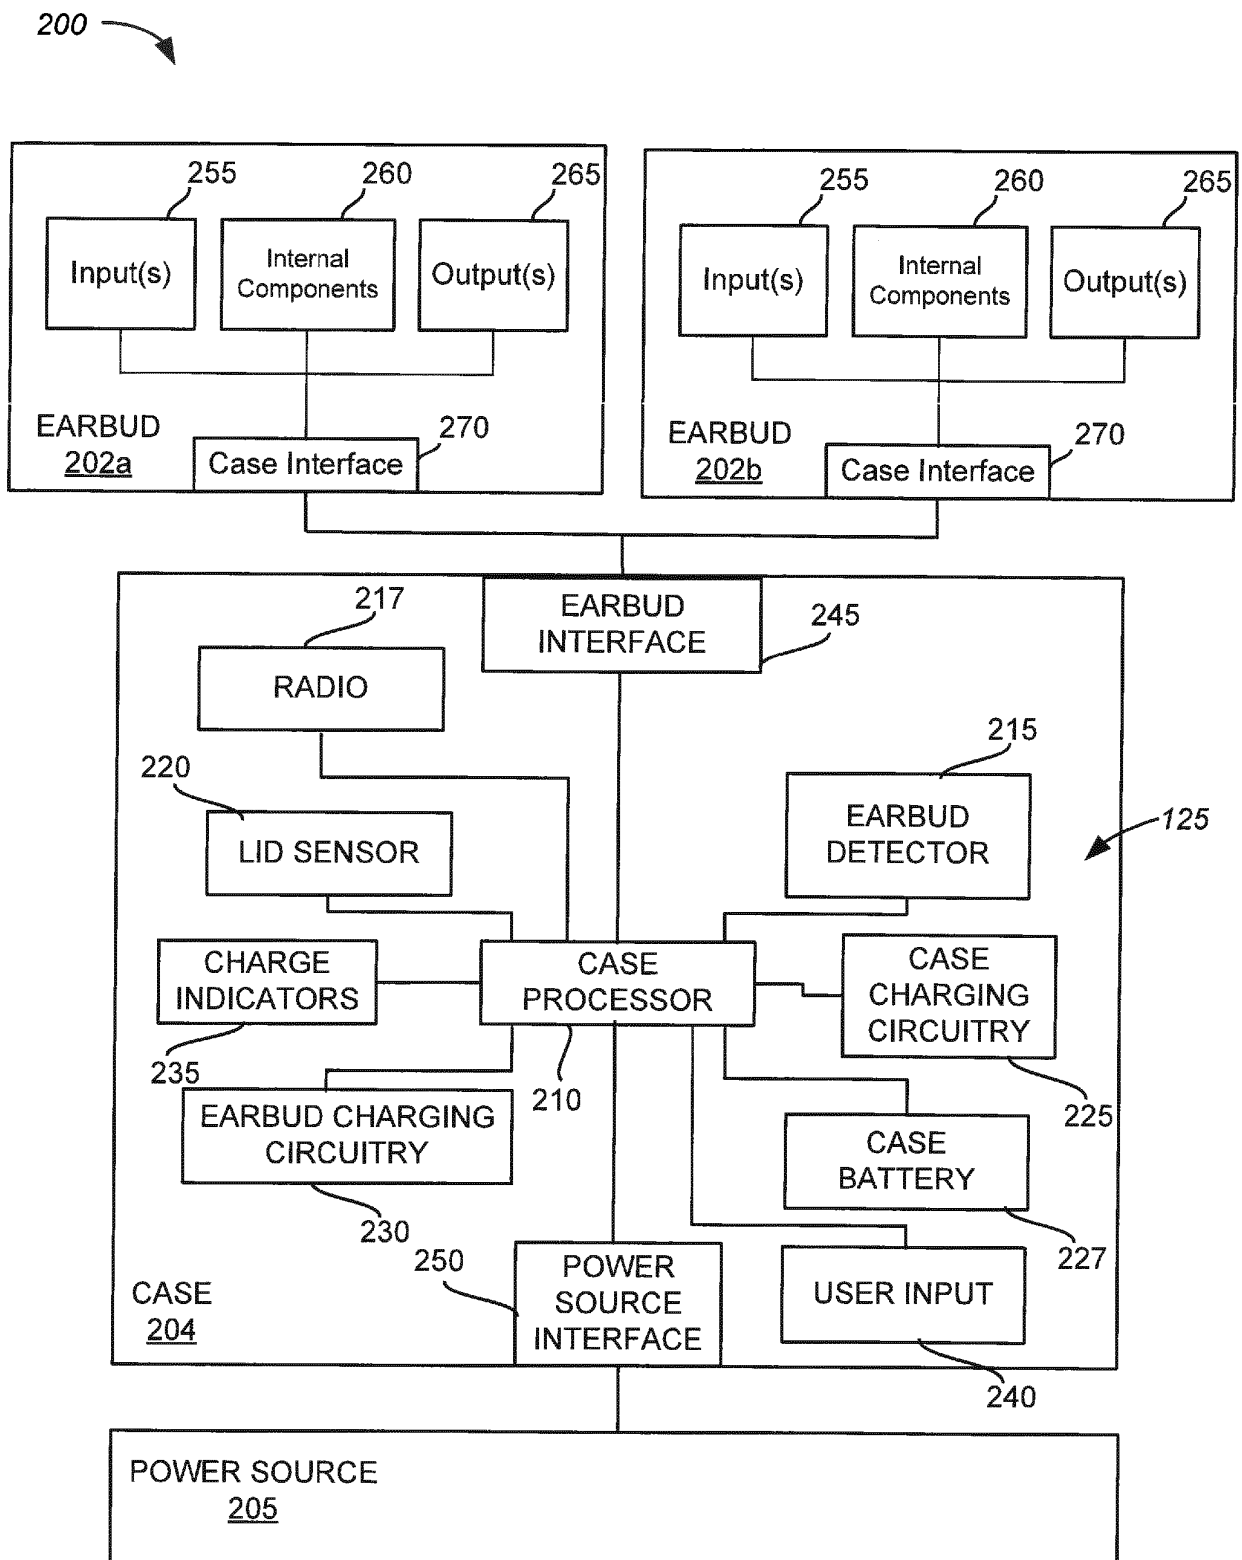 200
255
260
265
Input(s)
Internal
Components
Output(s)
EARBUD
202a
270
Case Interface
255
260
265
Input(s)
Internal
Components
Output(s)
EARBUD
202b
270
Case Interface
217
EARBUD
INTERFACE
245
RADIO
215
220
EARBUD
DETECTOR
125
LID SENSOR
CHARGE
INDICATORS
CASE
PROCESSOR
CASE
CHARGING
CIRCUITRY
235
210
225
EARBUD CHARGING
CIRCUITRY
CASE
BATTERY
230
250
227
POWER
SOURCE
INTERFACE
USER INPUT
CASE
204
240
POWER SOURCE
205